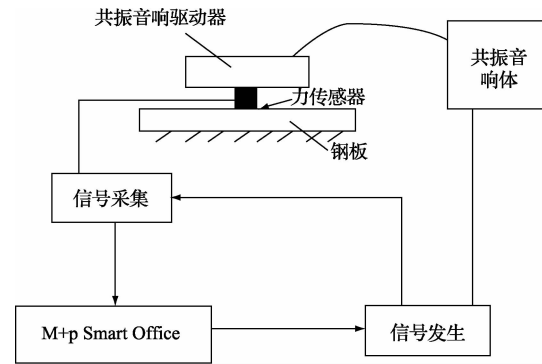 共振音响驱动器
共振音
响体
力传感器
钢板
信号采集
M+p Smart Office
信号发生